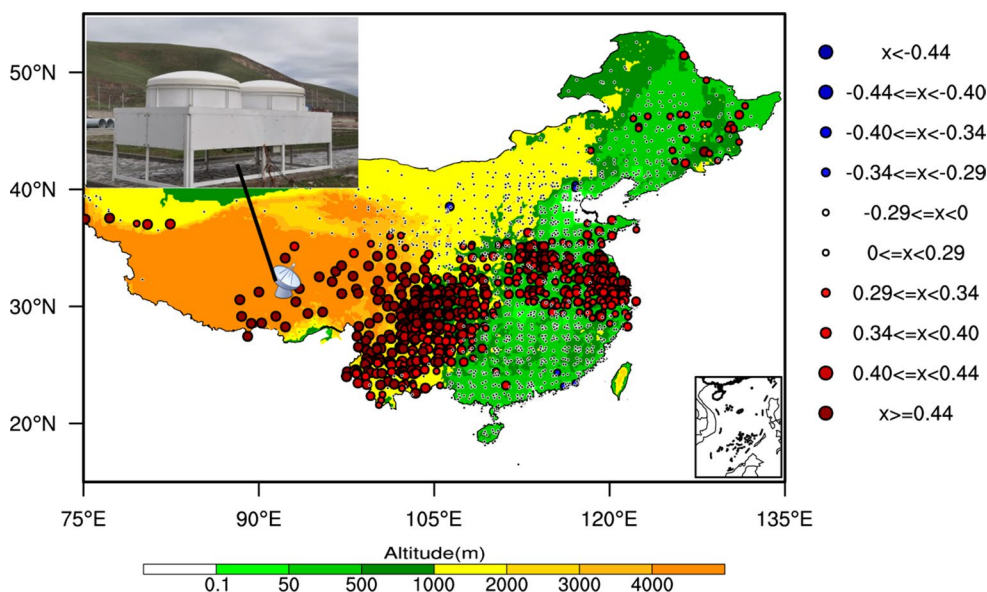 50°N
40°N
30°N
20°N
75°E
90°E
105°E
120°E
135°E
x<-0.44
-0.44<=x<-0.40
-0.40<=x<-0.34
-0.34<=x<-0.29
-0.29<=x<0
0<=x<0.29
0.29<=x<0.34
0.34<=x<0.40
0.40<=x<0.44
x>=0.44
Altitude(m)
0.1 50 500 1000 2000 3000 4000